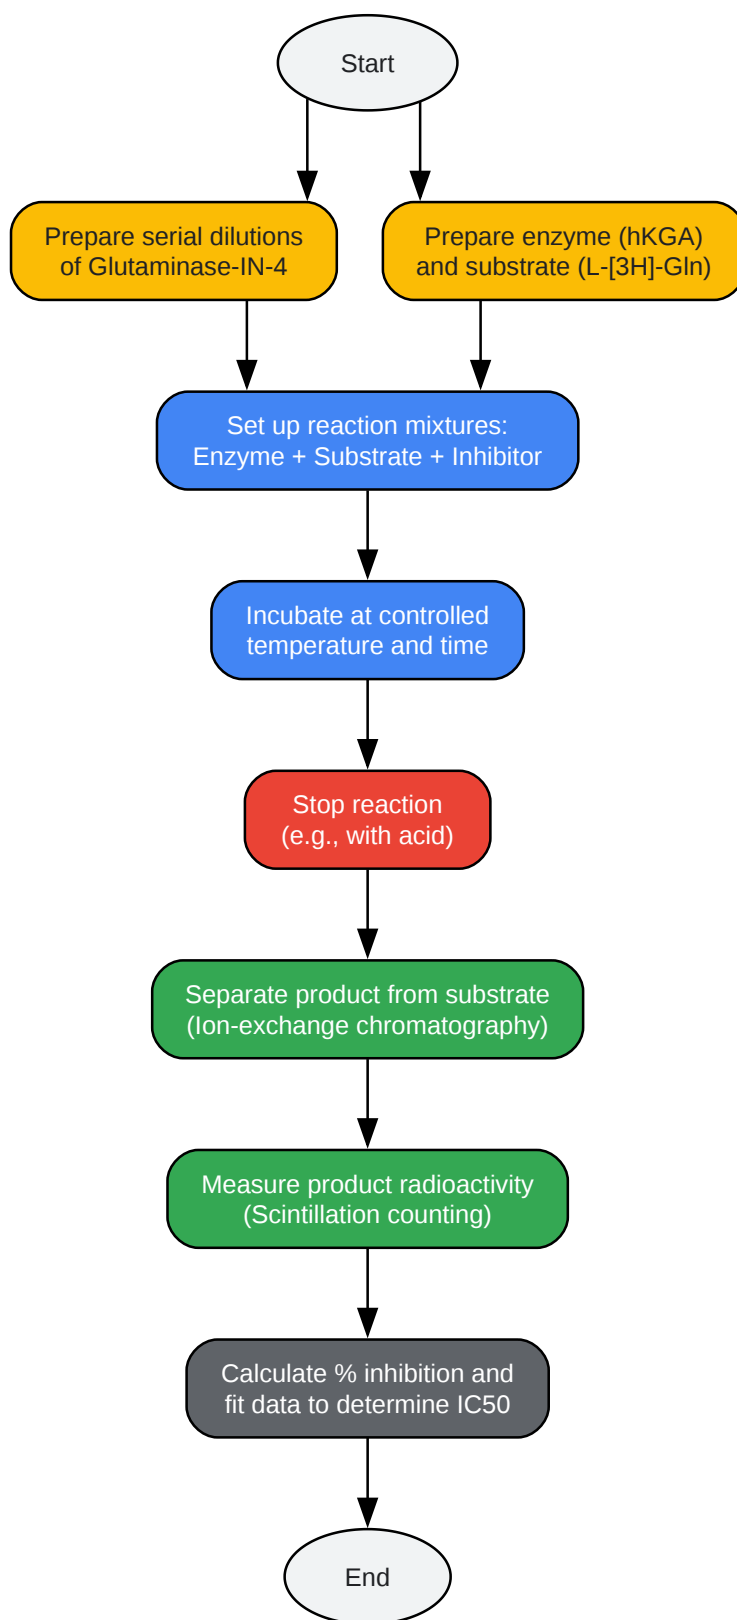 Start
Prepare serial dilutions
of Glutaminase-IN-4
Prepare enzyme (hKGA)
and substrate (L-[3H]-Gln)
Set up reaction mixtures:
Enzyme + Substrate + Inhibitor
Incubate at controlled
temperature and time
Stop reaction
(e.g., with acid)
Separate product from substrate
(Ion-exchange chromatography)
Measure product radioactivity
(Scintillation counting)
Calculate % inhibition and
fit data to determine IC50
End